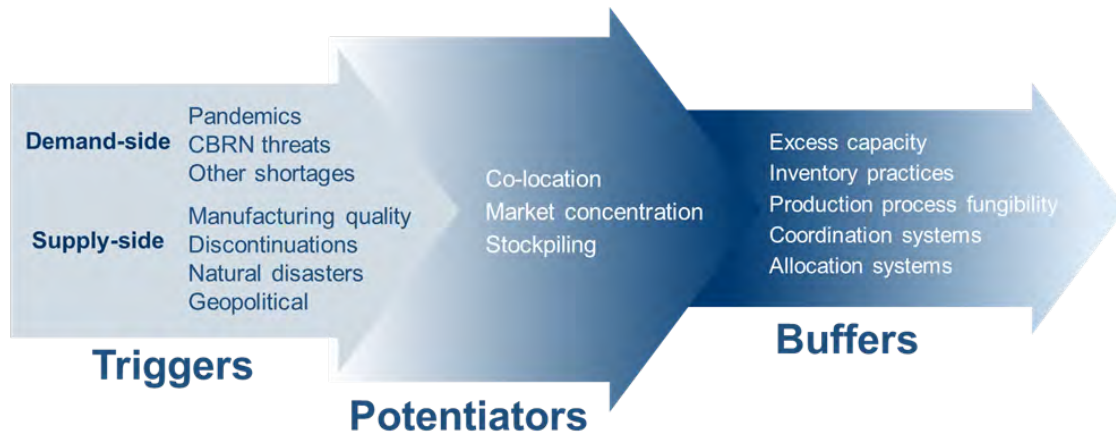 Demand-side
Pandemics
CBRN threats
Other shortages
Supply-side
Manufacturing quality
Discontinuations
Natural disasters
Geopolitical
Triggers
Co-location
Market concentration
Stockpiling
Potentiators
Excess capacity
Inventory practices
Production process fungibility
Coordination systems
Allocation systems
Buffers